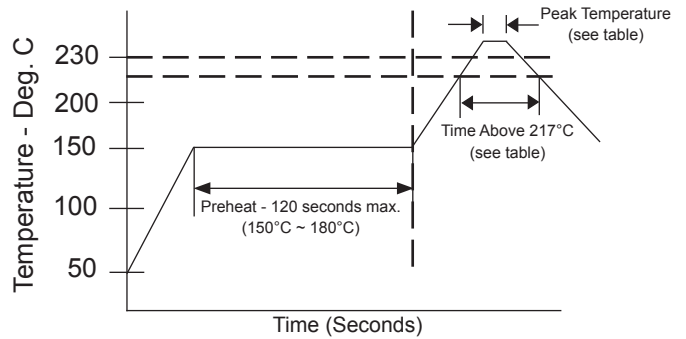 Peak Temperature
(see table)
230
200
150
100
50
Temperature - Deg. C
Time Above 217°C
(see table)
Preheat - 120 seconds max.
(150°C ~ 180°C)
Time (Seconds)